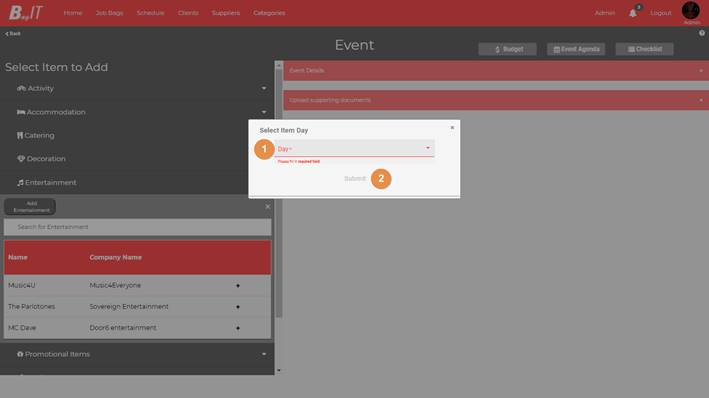 BagIT
Home Job Bags Schedule Clients Suppliers Categories
Admin 3 Logout
Admin
Back
Event
Budget Event Agenda Checklist
Select Item to Add
Activity
Accommodation
Catering
Decoration
Entertainment
Add
Entertainment
Search for Entertainment
Name Company Name
Music4U Music4Everyone +
The Parlotones Sovereign Entertainment +
MC Dave Door6 entertainment +
Promotional Items
Event Details +
Upload supporting documents +
Select Item Day ×
1 Day*
Please fill in required field
Submit 2